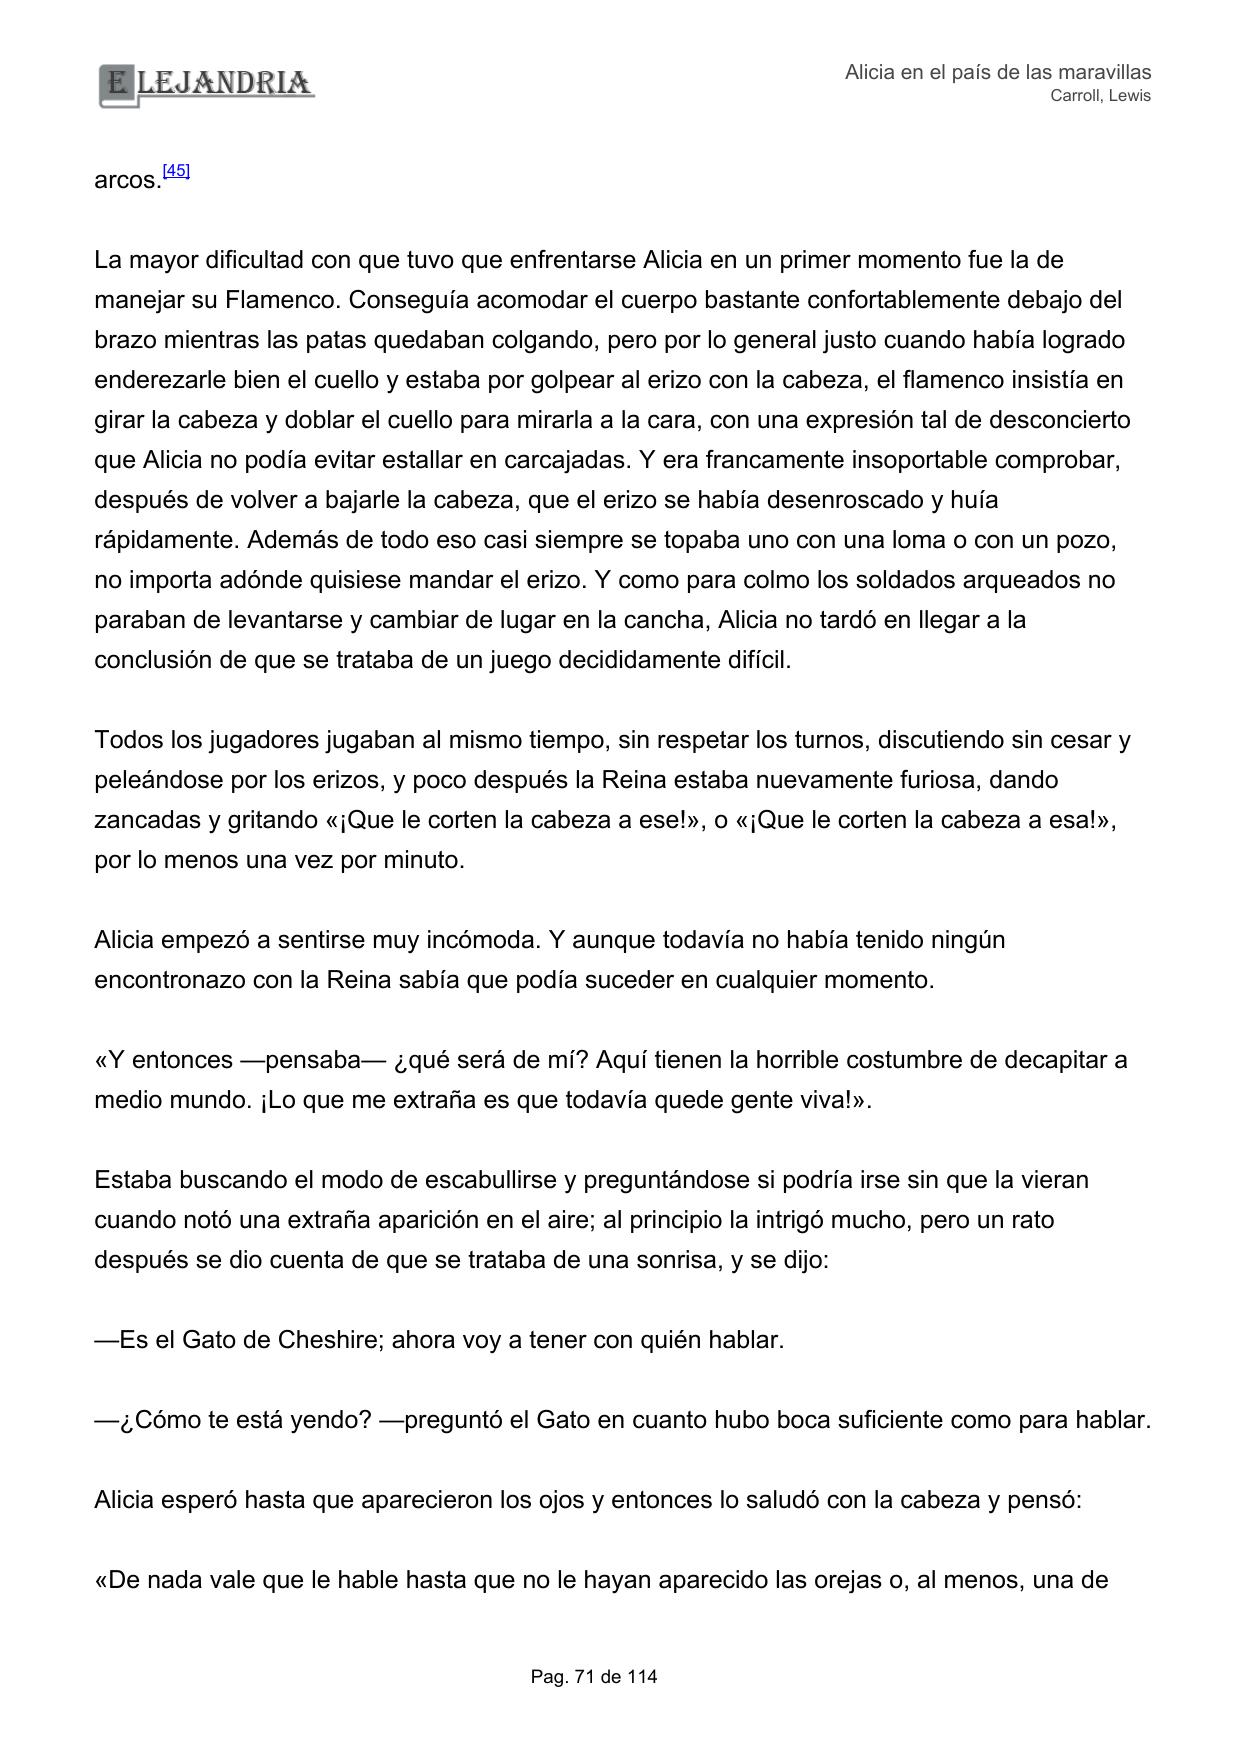 ELEJANDRIA
Alicia en el país de las maravillas
Carroll, Lewis
arcos.[45]
La mayor dificultad con que tuvo que enfrentarse Alicia en un primer momento fue la de
manejar su Flamenco. Conseguía acomodar el cuerpo bastante confortablemente debajo del
brazo mientras las patas quedaban colgando, pero por lo general justo cuando había logrado
enderezarle bien el cuello y estaba por golpear al erizo con la cabeza, el flamenco insistía en
girar la cabeza y doblar el cuello para mirarla a la cara, con una expresión tal de desconcierto
que Alicia no podía evitar estallar en carcajadas. Y era francamente insoportable comprobar,
después de volver a bajarle la cabeza, que el erizo se había desenroscado y huía
rápidamente. Además de todo eso casi siempre se topaba uno con una loma o con un pozo,
no importa adónde quisiese mandar el erizo. Y como para colmo los soldados arqueados no
paraban de levantarse y cambiar de lugar en la cancha, Alicia no tardó en llegar a la
conclusión de que se trataba de un juego decididamente difícil.
Todos los jugadores jugaban al mismo tiempo, sin respetar los turnos, discutiendo sin cesar y
peleándose por los erizos, y poco después la Reina estaba nuevamente furiosa, dando
zancadas y gritando «¡Que le corten la cabeza a ese!», o «¡Que le corten la cabeza a esa!»,
por lo menos una vez por minuto.
Alicia empezó a sentirse muy incómoda. Y aunque todavía no había tenido ningún
encontronazo con la Reina sabía que podía suceder en cualquier momento.
«Y entonces —pensaba— ¿qué será de mí? Aquí tienen la horrible costumbre de decapitar a
medio mundo. ¡Lo que me extraña es que todavía quede gente viva!».
Estaba buscando el modo de escabullirse y preguntándose si podría irse sin que la vieran
cuando notó una extraña aparición en el aire; al principio la intrigó mucho, pero un rato
después se dio cuenta de que se trataba de una sonrisa, y se dijo:
—Es el Gato de Cheshire; ahora voy a tener con quién hablar.
—¿Cómo te está yendo? —preguntó el Gato en cuanto hubo boca suficiente como para hablar.
Alicia esperó hasta que aparecieron los ojos y entonces lo saludó con la cabeza y pensó:
«De nada vale que le hable hasta que no le hayan aparecido las orejas o, al menos, una de
Pag. 71 de 114